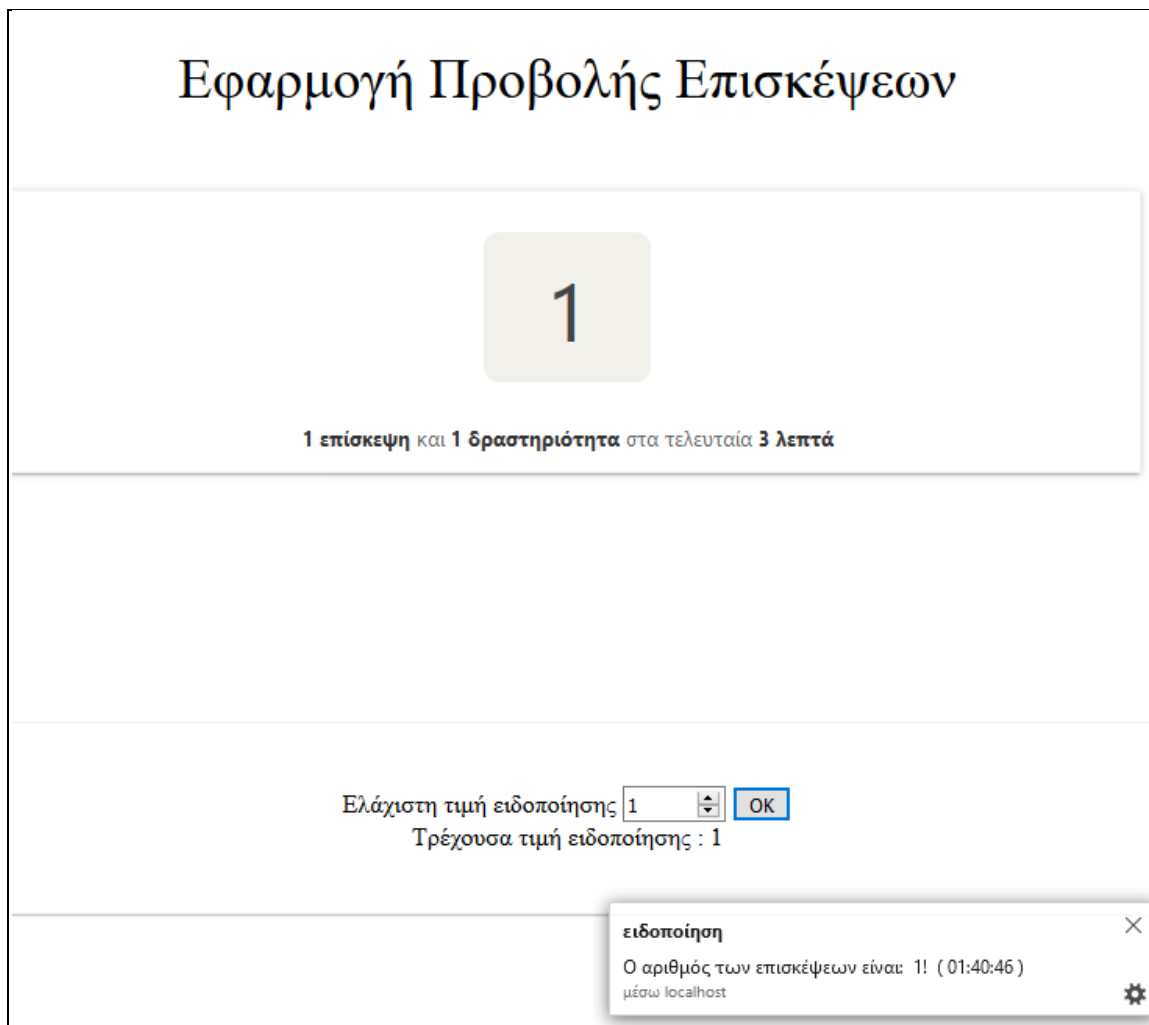 Εφαρμογή Προβολής Επισκέψεων
1
1 επίσκεψη και 1 δραστηριότητα στα τελευταία 3 λεπτά
Ελάχιστη τιμή ειδοποίησης 1 OK
Τρέχουσα τιμή ειδοποίησης : 1
ειδοποίηση
Ο αριθμός των επισκέψεων είναι: 1! ( 01:40:46 )
μέσω localhost